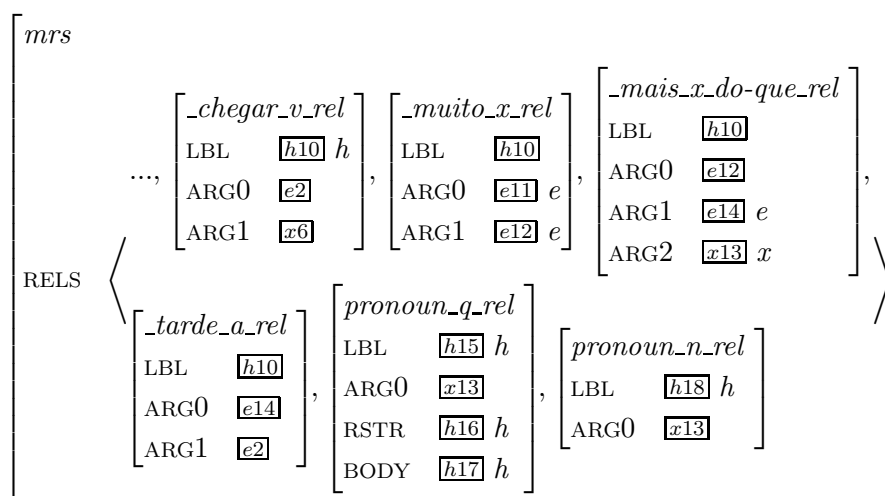 mrs
_chegar_v_rel
LBL h10 h
ARG0 e2
ARG1 x6
_muito_x_rel
LBL h10
ARG0 e11 e
ARG1 e12 e
_mais_x_do-que_rel
LBL h10
ARG0 e12
ARG1 e14 e
ARG2 x13 x
..., , , ,
RELS
_tarde_a_rel
LBL h10
ARG0 e14
ARG1 e2
pronoun_q_rel
LBL h15 h
ARG0 x13
RSTR h16 h
BODY h17 h
pronoun_n_rel
LBL h18 h
ARG0 x13
, ,